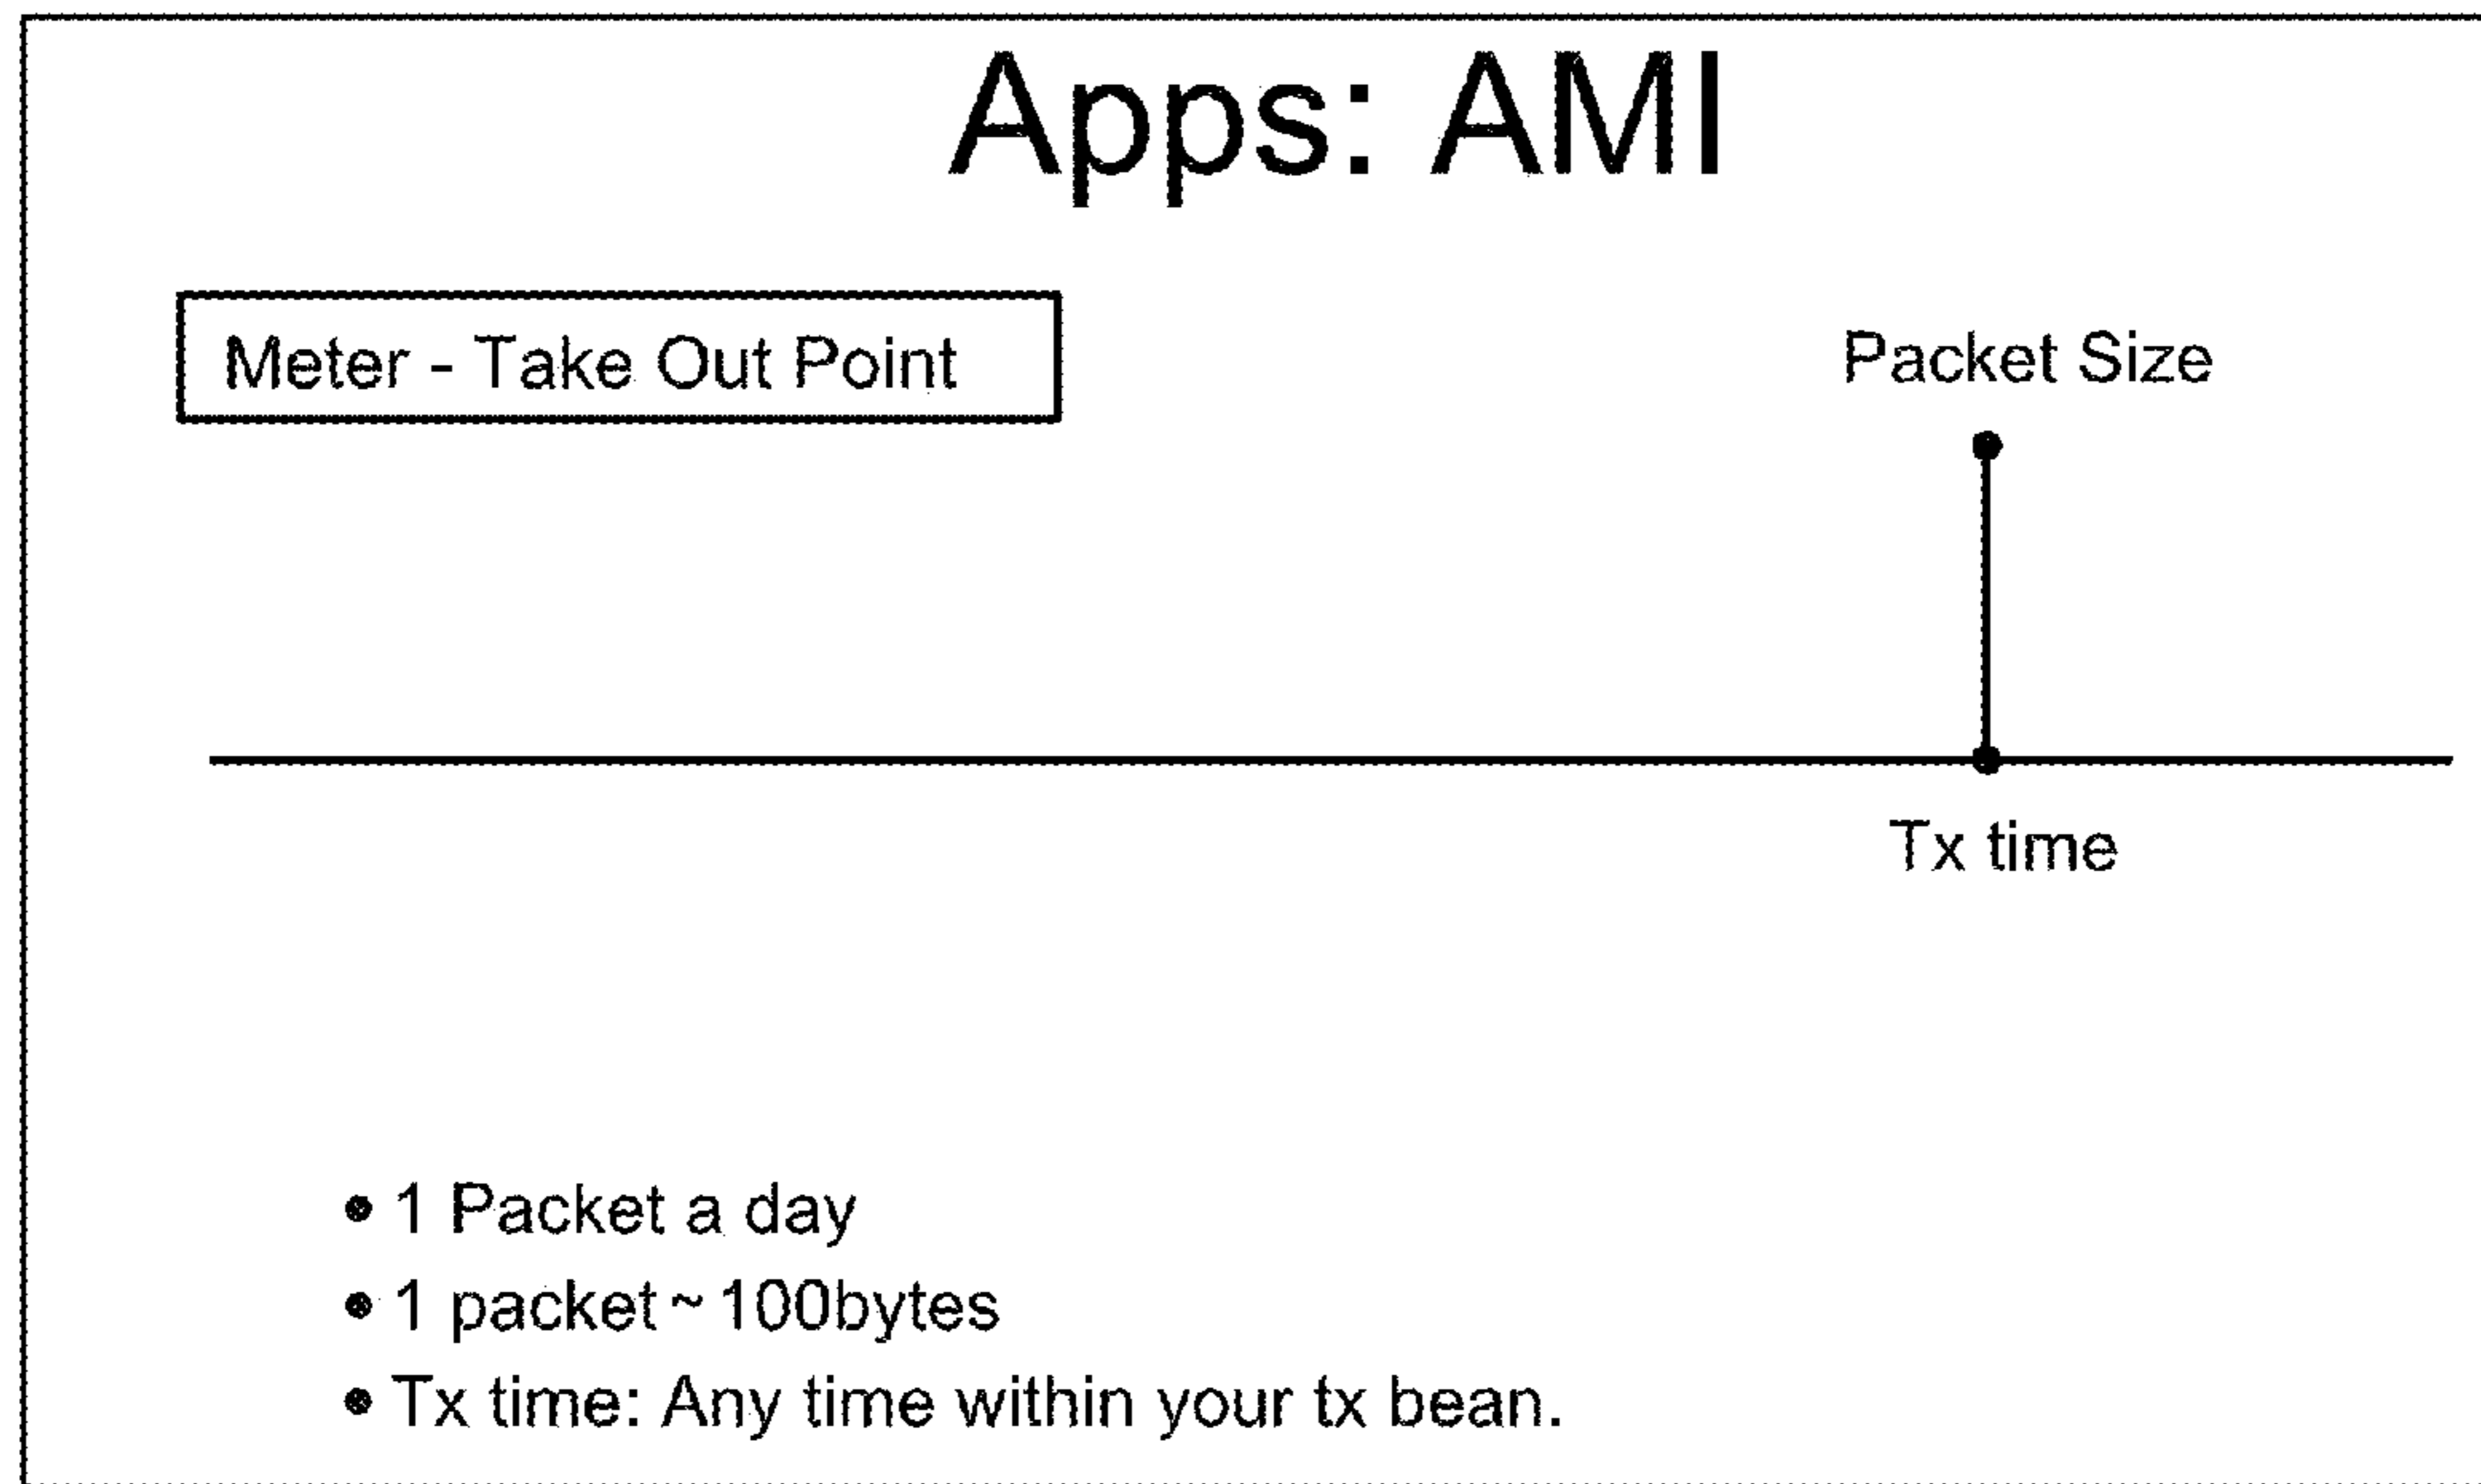 Apps: AMI
Meter - Take Out Point
Packet Size
Tx time
• 1 Packet a day
• 1 packet ~ 100bytes
• Tx time: Any time within your tx bean.